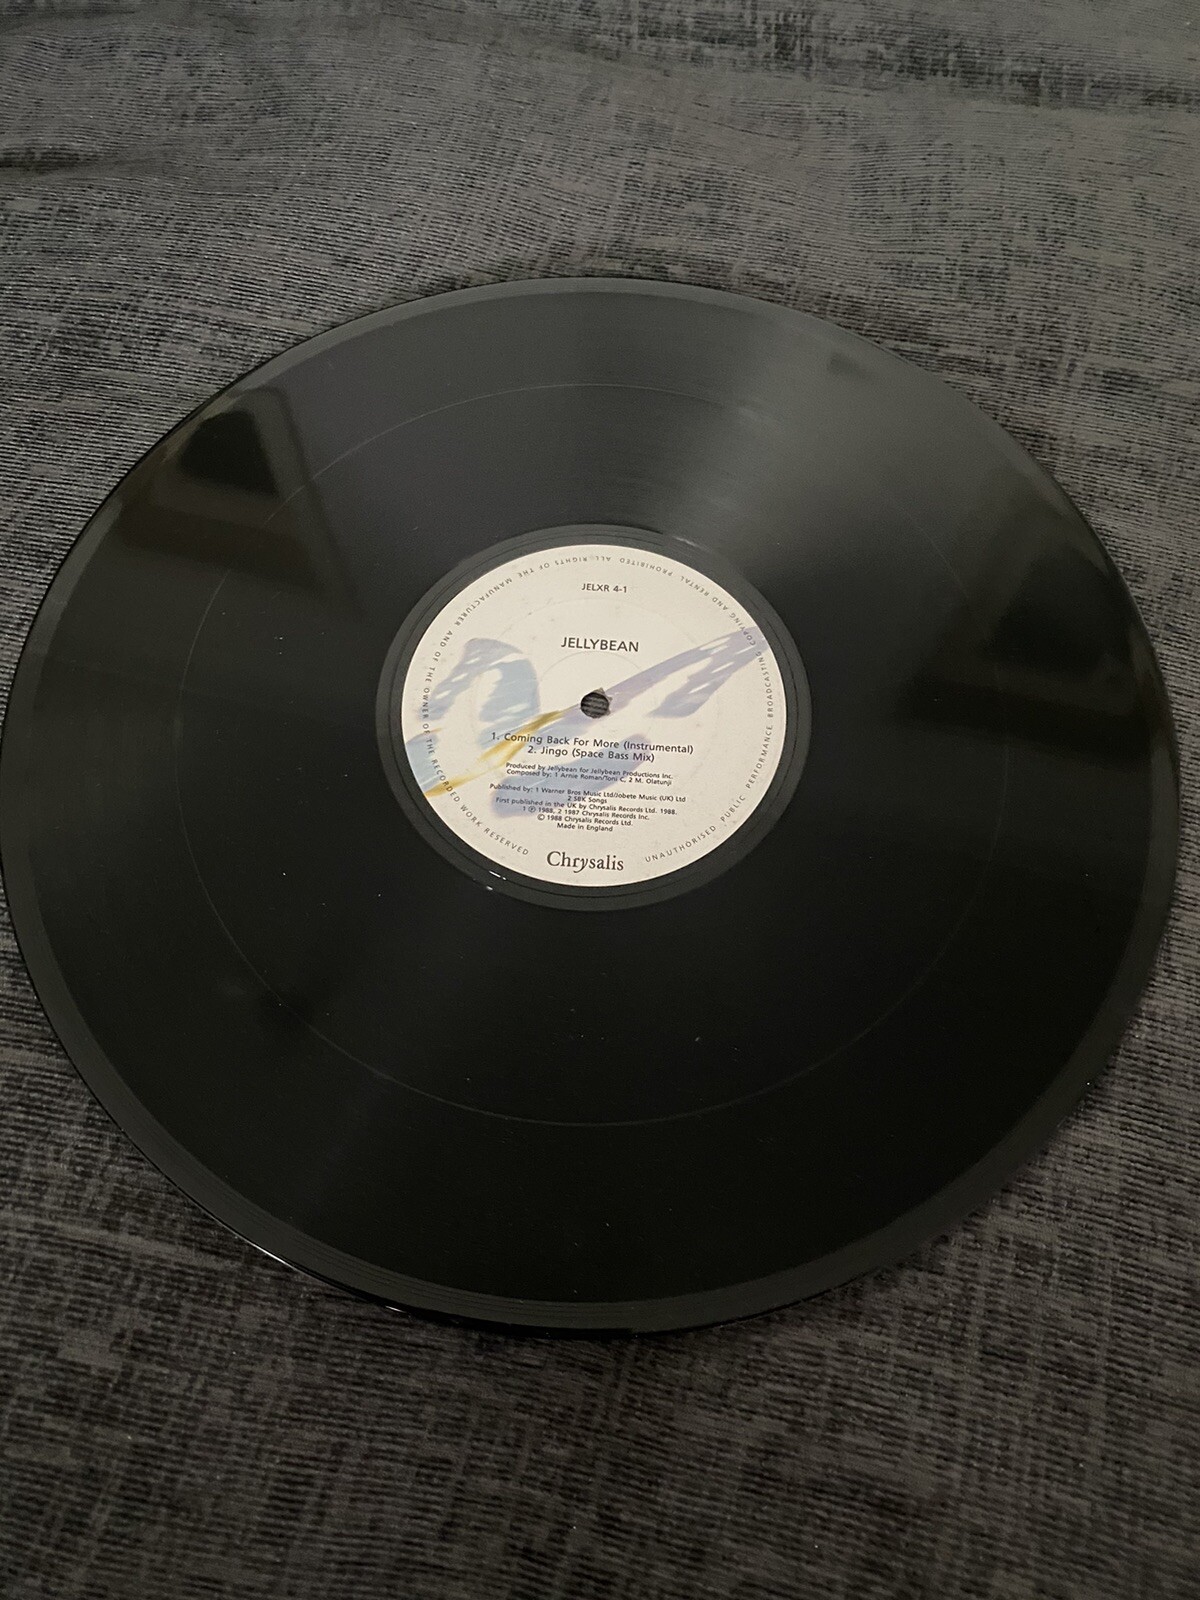 JELXR 4-1
JELLYBEAN
1. Coming Back For More (Instrumental)
2. Jingo (Space Bass Mix)
Produced by Jellybean for Jellybean Productions Inc.
Composed by: 1 Arnie Roman/Toni C, 2 M. Olatunji
Published by: 1 Warner Bros Music Ltd/Jobete Music (UK) Ltd
2 SBK Songs
First published in the UK by Chrysalis Records Ltd. 1988.
1 ℗ 1988, 2 1987 Chrysalis Records Inc.
© 1988 Chrysalis Records Ltd.
Made in England
Chrysalis
UNAUTHORISED PUBLIC PERFORMANCE, BROADCASTING COPYING AND RENTAL PROHIBITED ALL RIGHTS OF THE MANUFACTURER AND OF THE OWNER OF THE RECORDED WORK RESERVED